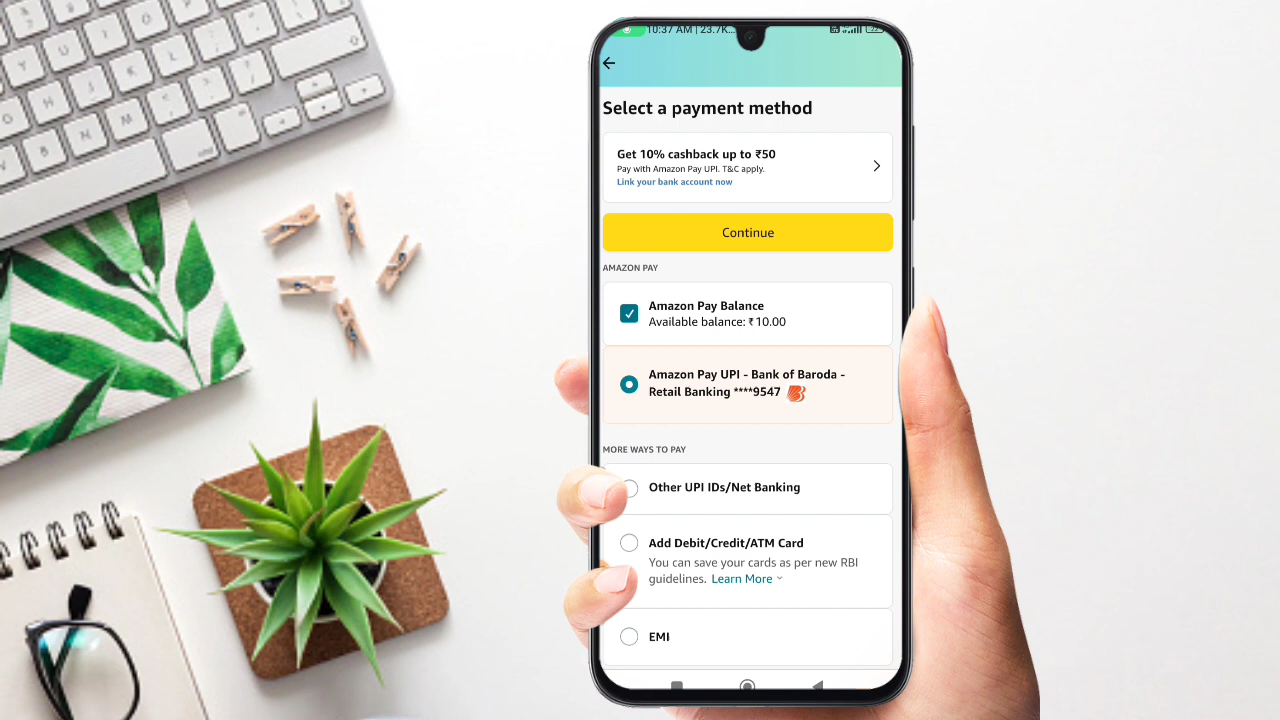 10:37 AM | 23.7K...
Select a payment method
Get 10% cashback up to ₹50
Pay with Amazon Pay UPI. T&C apply.
Link your bank account now
Continue
AMAZON PAY
Amazon Pay Balance
Available balance: ₹10.00
Amazon Pay UPI - Bank of Baroda -
Retail Banking ****9547
MORE WAYS TO PAY
Other UPI IDs/Net Banking
Add Debit/Credit/ATM Card
You can save your cards as per new RBI
guidelines. Learn More
EMI